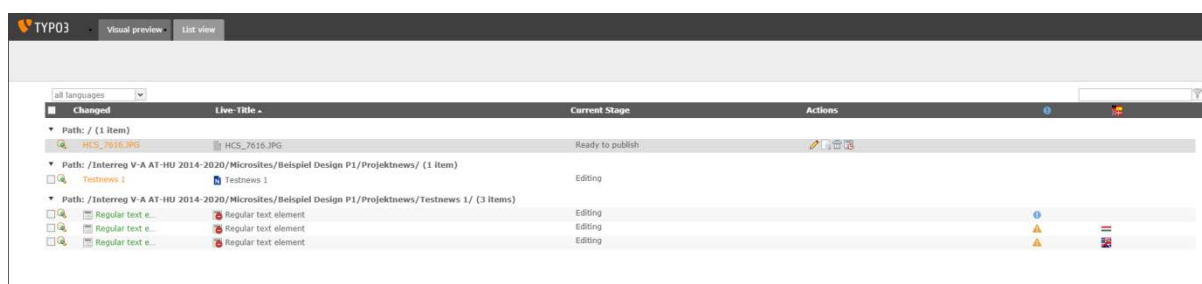 TYPO3 Visual preview List view
all languages
Changed Live-Title Current Stage Actions
Path: / (1 item)
HCS_7616.JPG HCS_7616.JPG Ready to publish
Path: /Interreg V-A AT-HU 2014-2020/Microsites/Beispiel Design P1/Projektnews/ (1 item)
Testnews 1 Testnews 1 Editing
Path: /Interreg V-A AT-HU 2014-2020/Microsites/Beispiel Design P1/Projektnews/Testnews 1/ (3 items)
Regular text e... Regular text element Editing
Regular text e... Regular text element Editing
Regular text e... Regular text element Editing